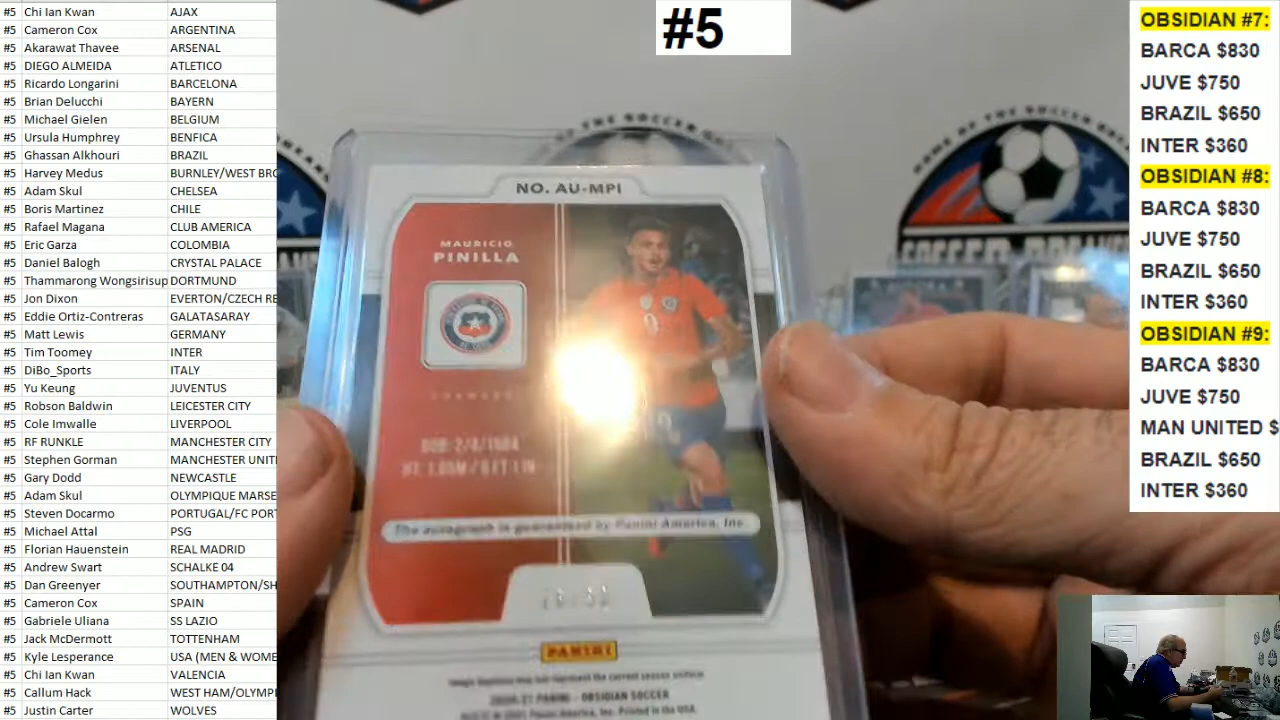 #5 Chi Ian Kwan AJAX
#5 Cameron Cox ARGENTINA
#5 Akarawat Thavee ARSENAL
#5 DIEGO ALMEIDA ATLETICO
#5 Ricardo Longarini BARCELONA
#5 Brian Delucchi BAYERN
#5 Michael Gielen BELGIUM
#5 Ursula Humphrey BENFICA
#5 Ghassan Alkhouri BRAZIL
#5 Harvey Medus BURNLEY/WEST BRO
#5 Adam Skul CHELSEA
#5 Boris Martinez CHILE
#5 Rafael Magana CLUB AMERICA
#5 Eric Garza COLOMBIA
#5 Daniel Balogh CRYSTAL PALACE
#5 Thammarong Wongsirisup DORTMUND
#5 Jon Dixon EVERTON/CZECH RE
#5 Eddie Ortiz-Contreras GALATASARAY
#5 Matt Lewis GERMANY
#5 Tim Toomey INTER
#5 DiBo_Sports ITALY
#5 Yu Keung JUVENTUS
#5 Robson Baldwin LEICESTER CITY
#5 Cole Imwalle LIVERPOOL
#5 RF RUNKLE MANCHESTER CITY
#5 Stephen Gorman MANCHESTER UNIT
#5 Gary Dodd NEWCASTLE
#5 Adam Skul OLYMPIQUE MARSE
#5 Steven Docarmo PORTUGAL/FC POR
#5 Michael Attal PSG
#5 Florian Hauenstein REAL MADRID
#5 Andrew Swart SCHALKE 04
#5 Dan Greenyer SOUTHAMPTON/SH
#5 Cameron Cox SPAIN
#5 Gabriele Uliana SS LAZIO
#5 Jack McDermott TOTTENHAM
#5 Kyle Lesperance USA (MEN & WOME
#5 Chi Ian Kwan VALENCIA
#5 Callum Hack WEST HAM/OLYMPI
#5 Justin Carter WOLVES
#5
NO. AU-MPI
MAURICIO
PINILLA
The autograph is guaranteed by Panini America, Inc.
PANINI
PANINI - OBSIDIAN SOCCER
OBSIDIAN #7:
BARCA $830
JUVE $750
BRAZIL $650
INTER $360
OBSIDIAN #8:
BARCA $830
JUVE $750
BRAZIL $650
INTER $360
OBSIDIAN #9:
BARCA $830
JUVE $750
MAN UNITED $
BRAZIL $650
INTER $360